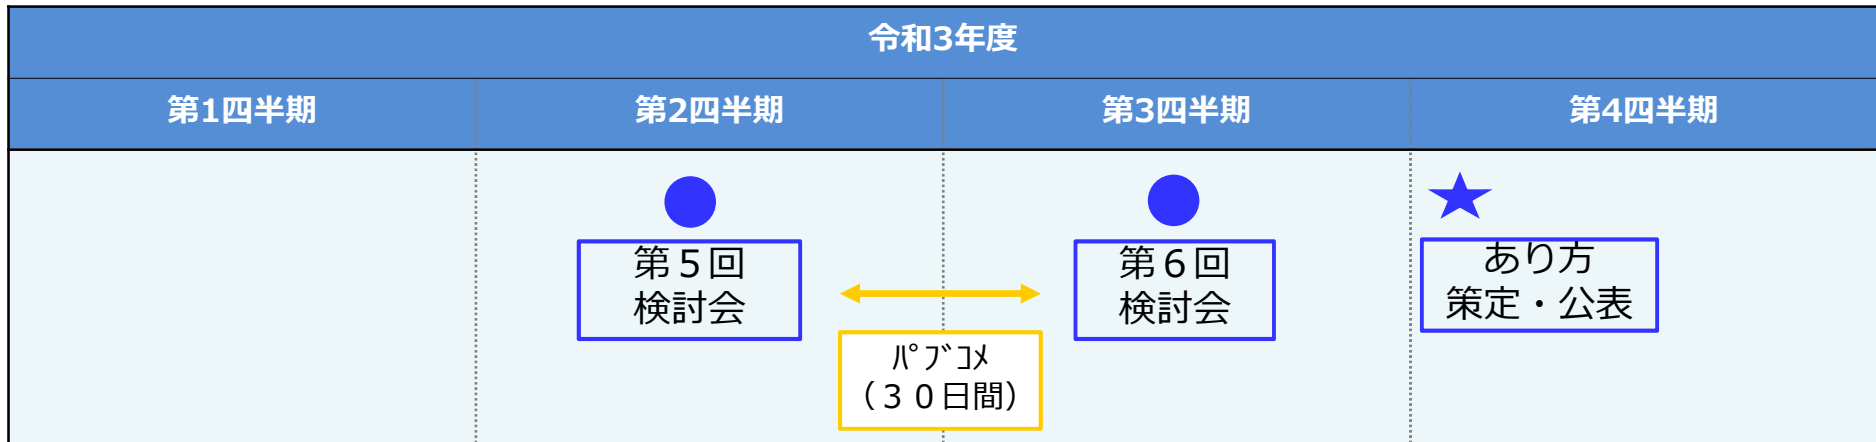 令和3年度
第1四半期
第2四半期
第3四半期
第4四半期
第５回
検討会
第６回
検討会
あり方
策定・公表
ﾊﾟﾌﾞｺﾒ
（３０日間）